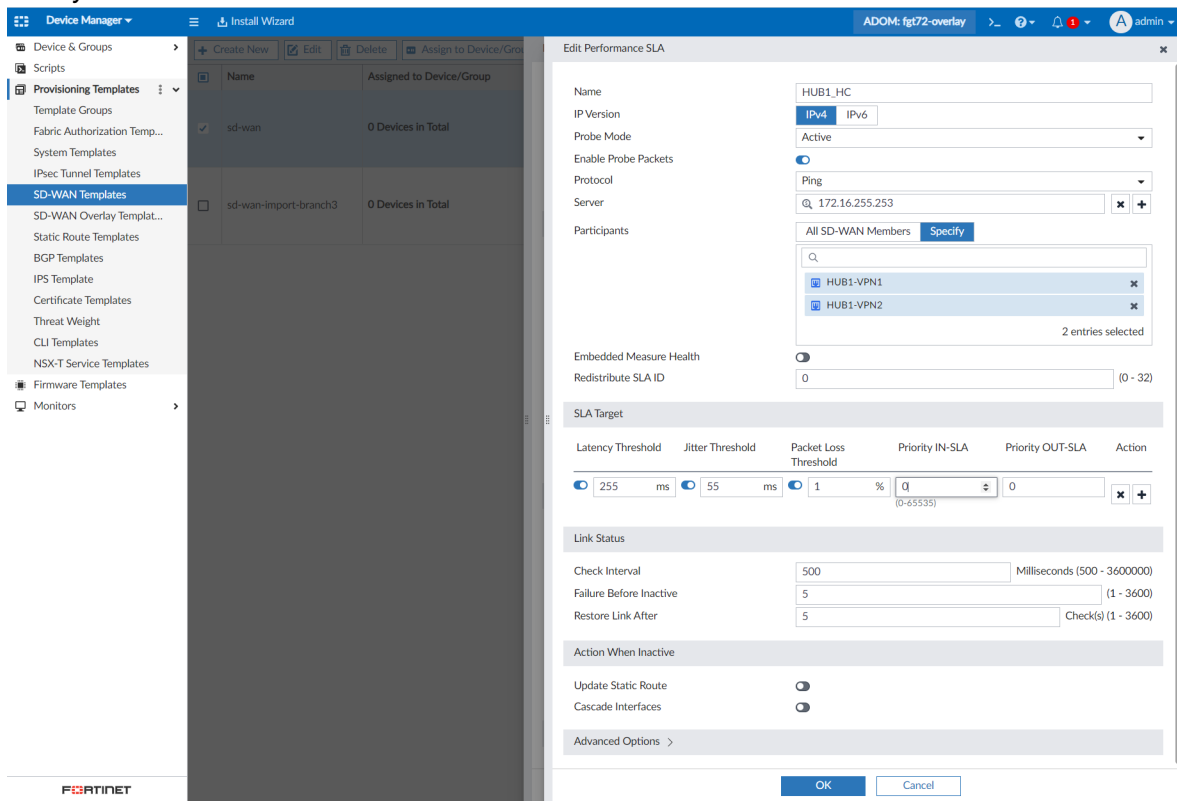 Device Manager
Install Wizard
ADOM: fgt72-overlay
>_
1
A
admin
Device & Groups
Scripts
Provisioning Templates
Template Groups
Fabric Authorization Temp...
System Templates
IPsec Tunnel Templates
SD-WAN Templates
SD-WAN Overlay Templat...
Static Route Templates
BGP Templates
IPS Template
Certificate Templates
Threat Weight
CLI Templates
NSX-T Service Templates
Firmware Templates
Monitors
FORTINET
+ Create New Edit Delete Assign to Device/Grou
Name Assigned to Device/Group
sd-wan 0 Devices in Total
sd-wan-import-branch3 0 Devices in Total
Edit Performance SLA
Name HUB1_HC
IP Version IPv4 IPv6
Probe Mode Active
Enable Probe Packets
Protocol Ping
Server 172.16.255.253
Participants All SD-WAN Members Specify
HUB1-VPN1
HUB1-VPN2
2 entries selected
Embedded Measure Health
Redistribute SLA ID 0 (0 - 32)
SLA Target
Latency Threshold Jitter Threshold Packet Loss Threshold Priority IN-SLA Priority OUT-SLA Action
255 ms 55 ms 1 % 0 0
(0-65535)
Link Status
Check Interval 500 Milliseconds (500 - 3600000)
Failure Before Inactive 5 (1 - 3600)
Restore Link After 5 Check(s) (1 - 3600)
Action When Inactive
Update Static Route
Cascade Interfaces
Advanced Options >
OK Cancel